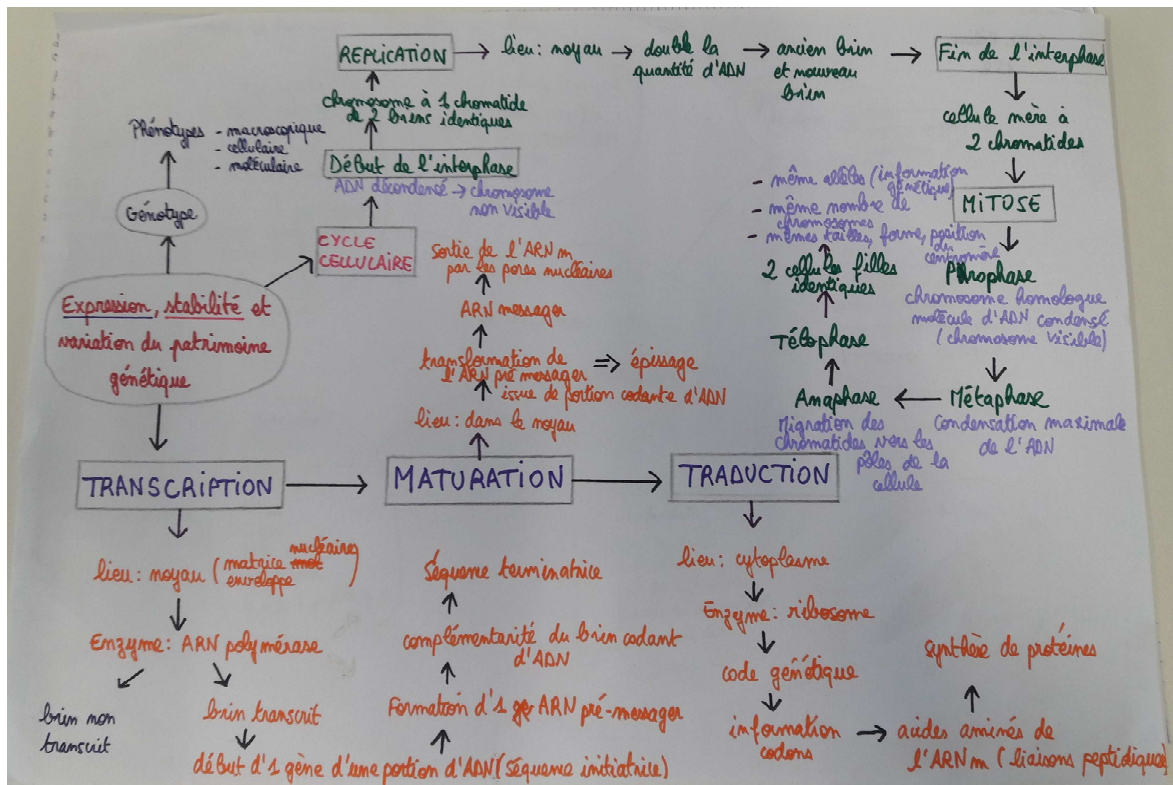 Expression, stabilité et
variation du patrimoine
génétique
Génotype
Phénotypes - macroscopique
- cellulaire
- moléculaire
CYCLE
CELLULAIRE
Début de l'interphase
ADN décondensé → chromosome
non visible
chromosome à 1 chromatide
de 2 brins identiques
REPLICATION
lieu : noyau
double la
quantité d'ADN
ancien brin
et nouveau
brin
Fin de l'interphase
cellule mère à
2 chromatides
MITOSE
Prophase
chromosome homologue
molécule d'ADN condensé
(chromosome visible)
Métaphase
Condensation maximale
de l'ADN
Anaphase
Migration des
chromatides vers les
pôles de la
cellule
Télophase
2 cellules filles
identiques
- même allèles (information
génétique)
- même nombre de
chromosomes
- mêmes tailles, forme, position
du
centromère
TRANSCRIPTION
lieu : noyau (matrice nucléaire
enveloppe)
Enzyme : ARN polymérase
brin non
transcrit
brin transcrit
début d'1 gène d'une portion d'ADN (séquence initiatrice)
Formation d'1 ARN pré-messager
complémentarité du brin codant
d'ADN
Séquence terminatrice
MATURATION
lieu : dans le noyau
transformation de
l'ARN pré messager
issue de portion codante d'ADN
⇒ épissage
ARN messager
sortie de l'ARN m
par les pores nucléaires
TRADUCTION
lieu : cytoplasme
Enzyme : ribosome
code génétique
information
codons
acides aminés de
l'ARN m (liaisons peptidiques)
synthèse de protéines